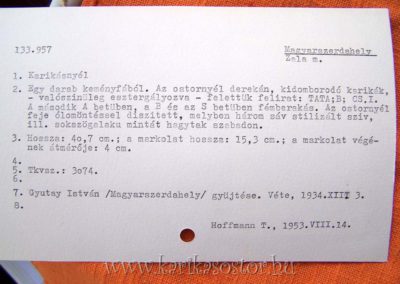 133.957
Magyarszerdahely
Zala m.
1. Karikásnyél
2. Egy darab keményfából. Az ostornyél derekán, kidomborodó karikák,
- valószinüleg esztergályozva - felettük felirat: TATA;B; CS.I.
A második A betüben, a B és az S betüben fémberakás. Az ostornyél
feje ólomöntéssel diszitett, melyben három sáv stilizált sziv,
ill. sokszögelaku mintát hagytak szabadon.
3. Hossza: 40,7 cm.; a markolat hossza: 15,3 cm.; a markolat végé-
nek átmérője: 4 cm.
4.
5. Tkvsz.: 3074.
6.
7. Gyutay István /Magyarszerdahely/ gyüjtése. Véte, 1934.XIII 3.
8.
Hoffmann T., 1953.VIII.14.
www.karikasostor.hu